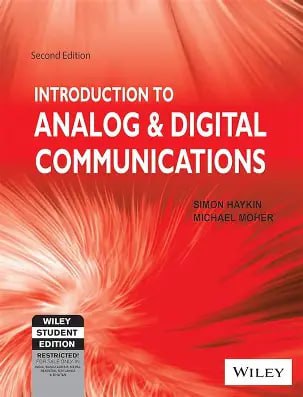 Second Edition
INTRODUCTION TO
ANALOG & DIGITAL
COMMUNICATIONS
SIMON HAYKIN
MICHAEL MOHER
WILEY
STUDENT
EDITION
RESTRICTED!
FOR SALE ONLY IN
WILEY